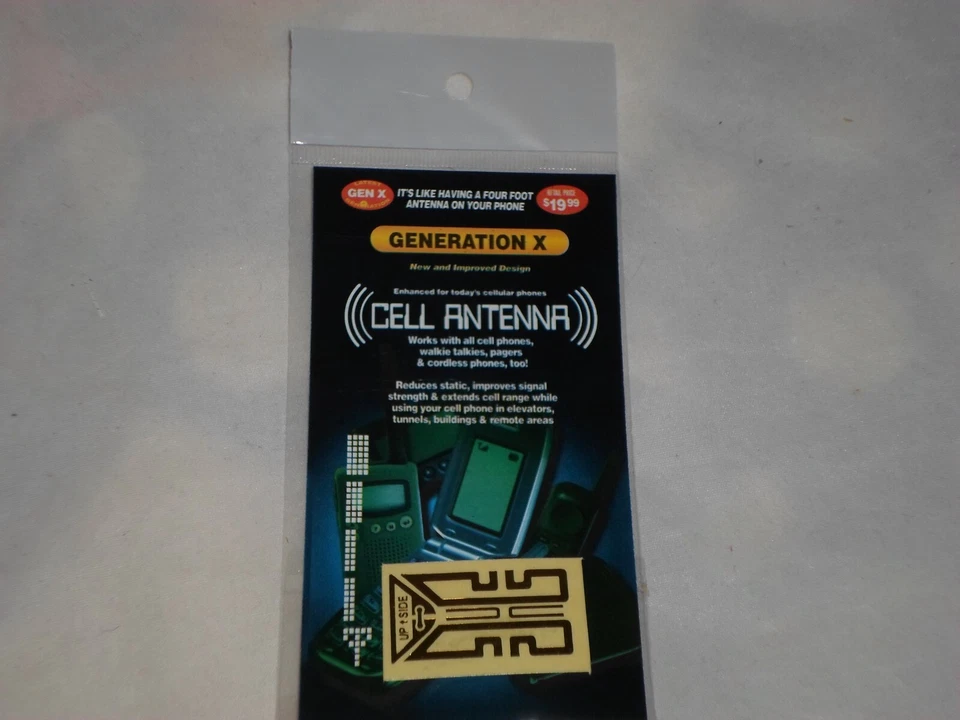 LATEST
GEN X
GENERATION
IT'S LIKE HAVING A FOUR FOOT
ANTENNA ON YOUR PHONE
RETAIL PRICE
$19.99
GENERATION X
New and Improved Design
Enhanced for today's cellular phones
CELL ANTENNA
Works with all cell phones,
walkie talkies, pagers
& cordless phones, too!
Reduces static, improves signal
strength & extends cell range while
using your cell phone in elevators,
tunnels, buildings & remote areas
UP ↑ SIDE